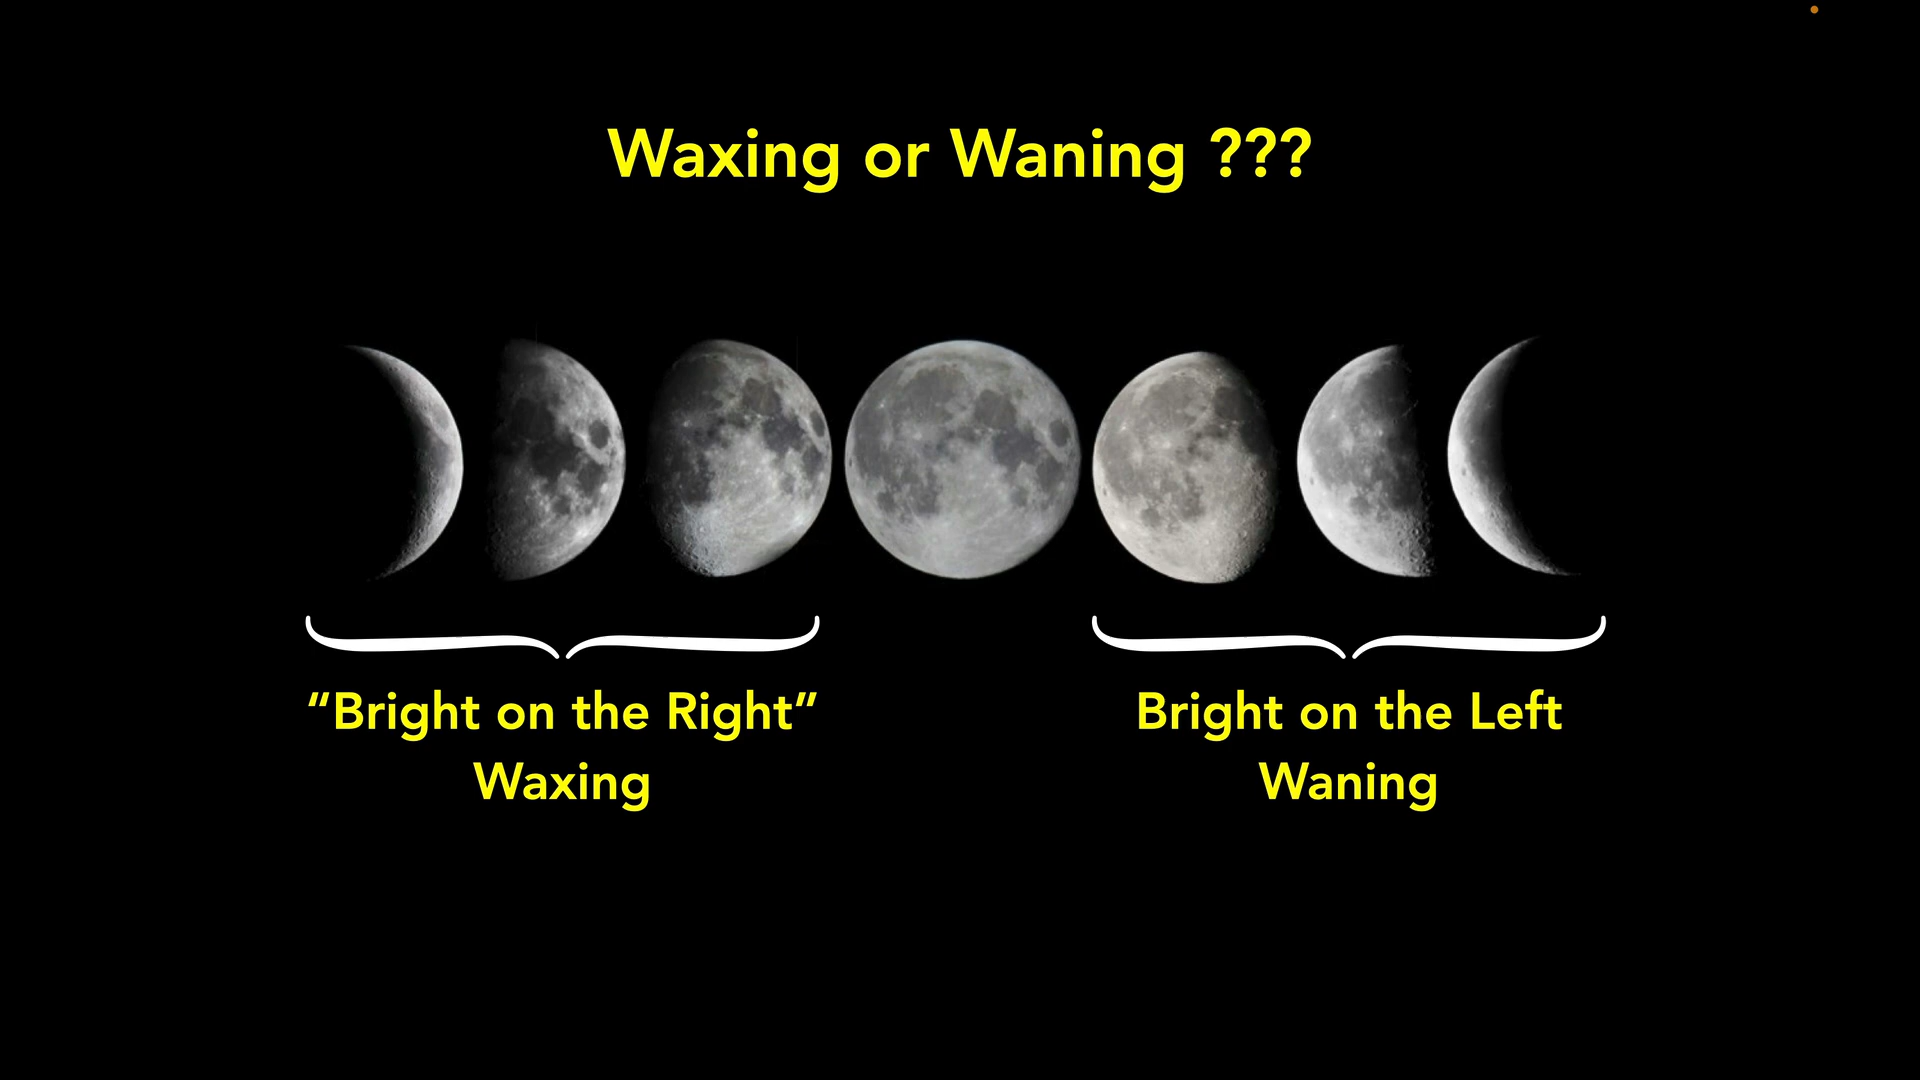 Waxing or Waning ???
“Bright on the Right”
Waxing
Bright on the Left
Waning